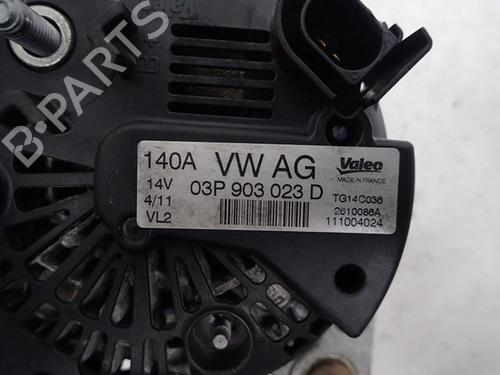 B-PARTS
B+
140A VW AG Valeo
14V 03P 903 023 D MADE IN FRANCE
4/11 TG14C036
VL2 2610086A
111004024